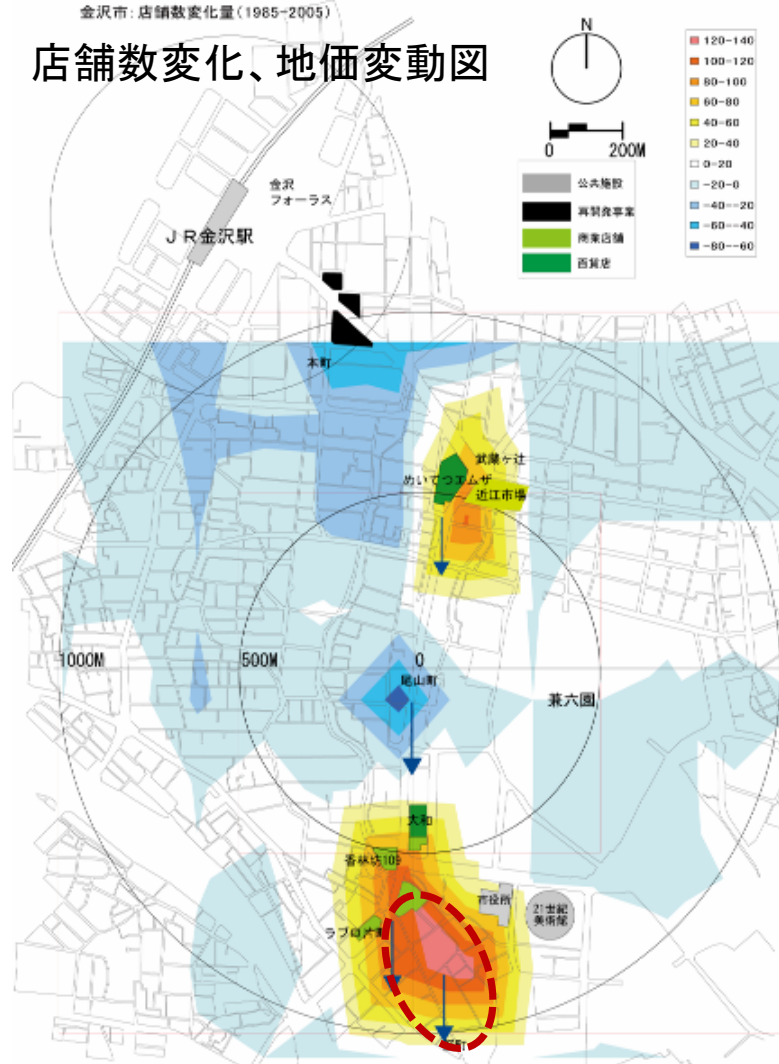 金沢市:店舗数変化量(1985-2005)
店舗数変化、地価変動図
N
0 200M
公共施設
再開発事業
商業店舗
百貨店
120-140
100-120
80-100
60-80
40-60
20-40
0-20
-20-0
-40--20
-60--40
-80--60
金沢
フォーラス
JR金沢駅
本町
武蔵ヶ辻
めいてつエムザ
近江市場
1000M
500M
0
尾山町
兼六園
大和
香林坊109
市役所
21世紀
美術館
ラブロ片町